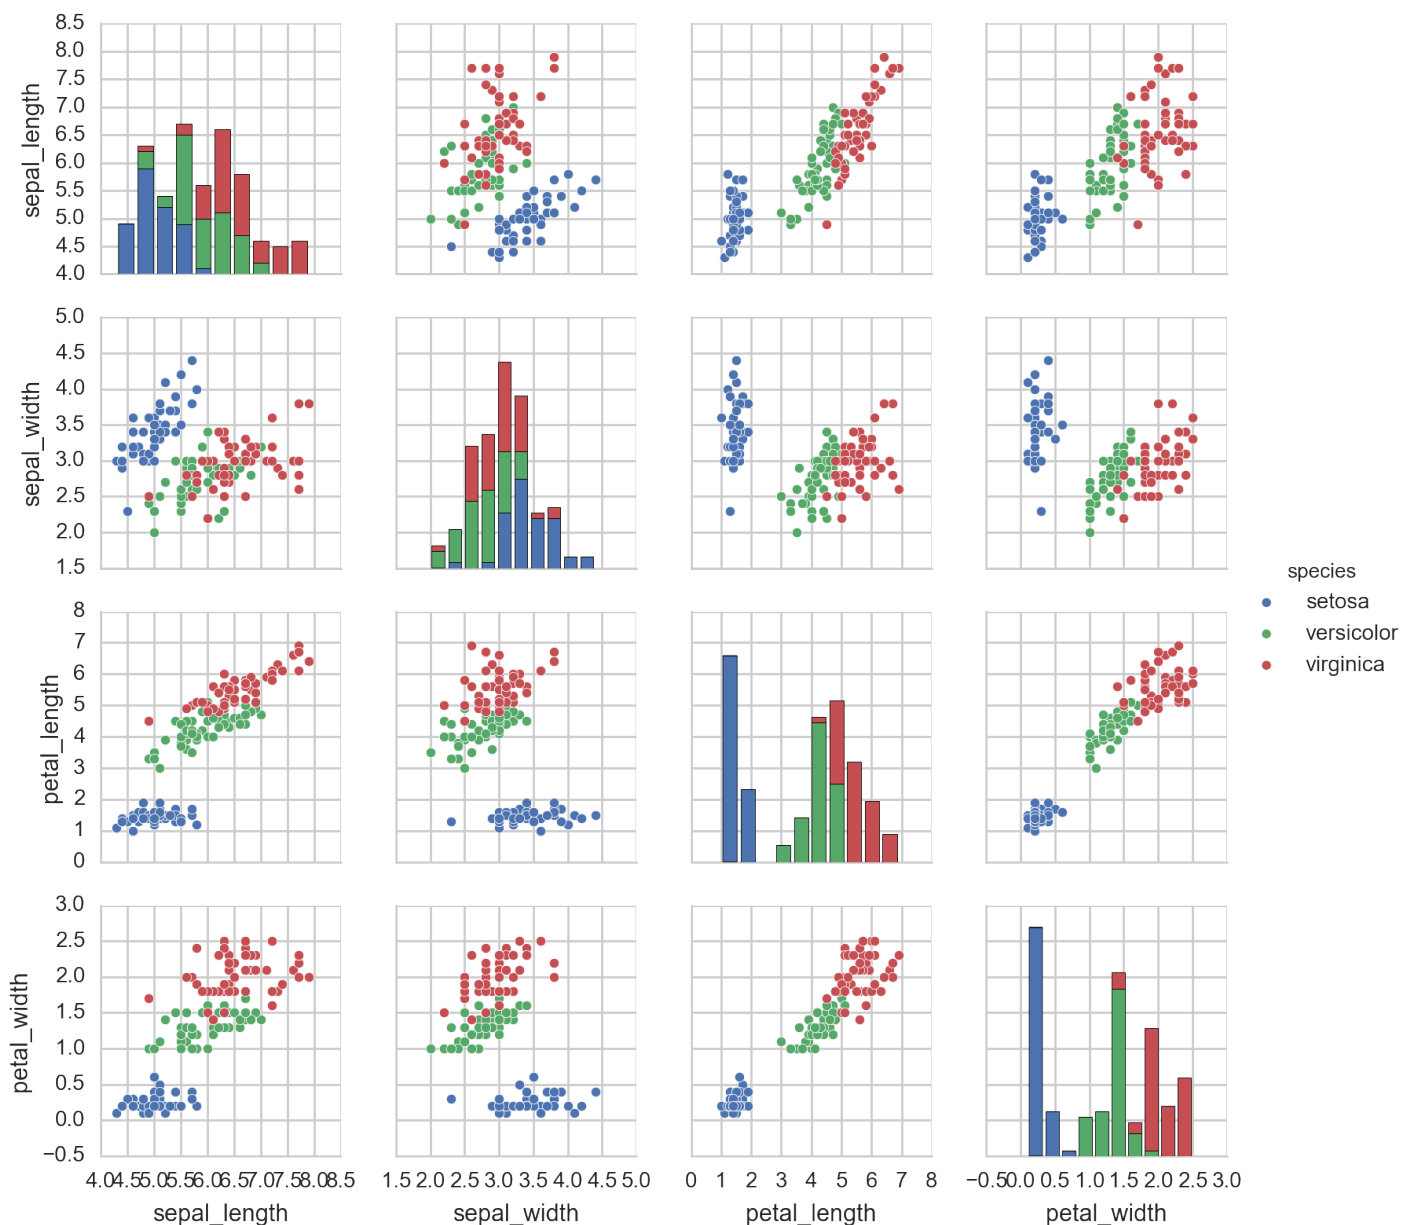 8.5
8.0
7.5
7.0
6.5
6.0
5.5
5.0
4.5
4.0
sepal_length
5.0
4.5
4.0
3.5
3.0
2.5
2.0
1.5
sepal_width
8
7
6
5
4
3
2
1
0
petal_length
3.0
2.5
2.0
1.5
1.0
0.5
0.0
−0.5
petal_width
4.0 4.5 5.0 5.5 6.0 6.5 7.0 7.5 8.0 8.5
sepal_length
1.5 2.0 2.5 3.0 3.5 4.0 4.5 5.0
sepal_width
0 1 2 3 4 5 6 7 8
petal_length
−0.5 0.0 0.5 1.0 1.5 2.0 2.5 3.0
petal_width
species
setosa
versicolor
virginica